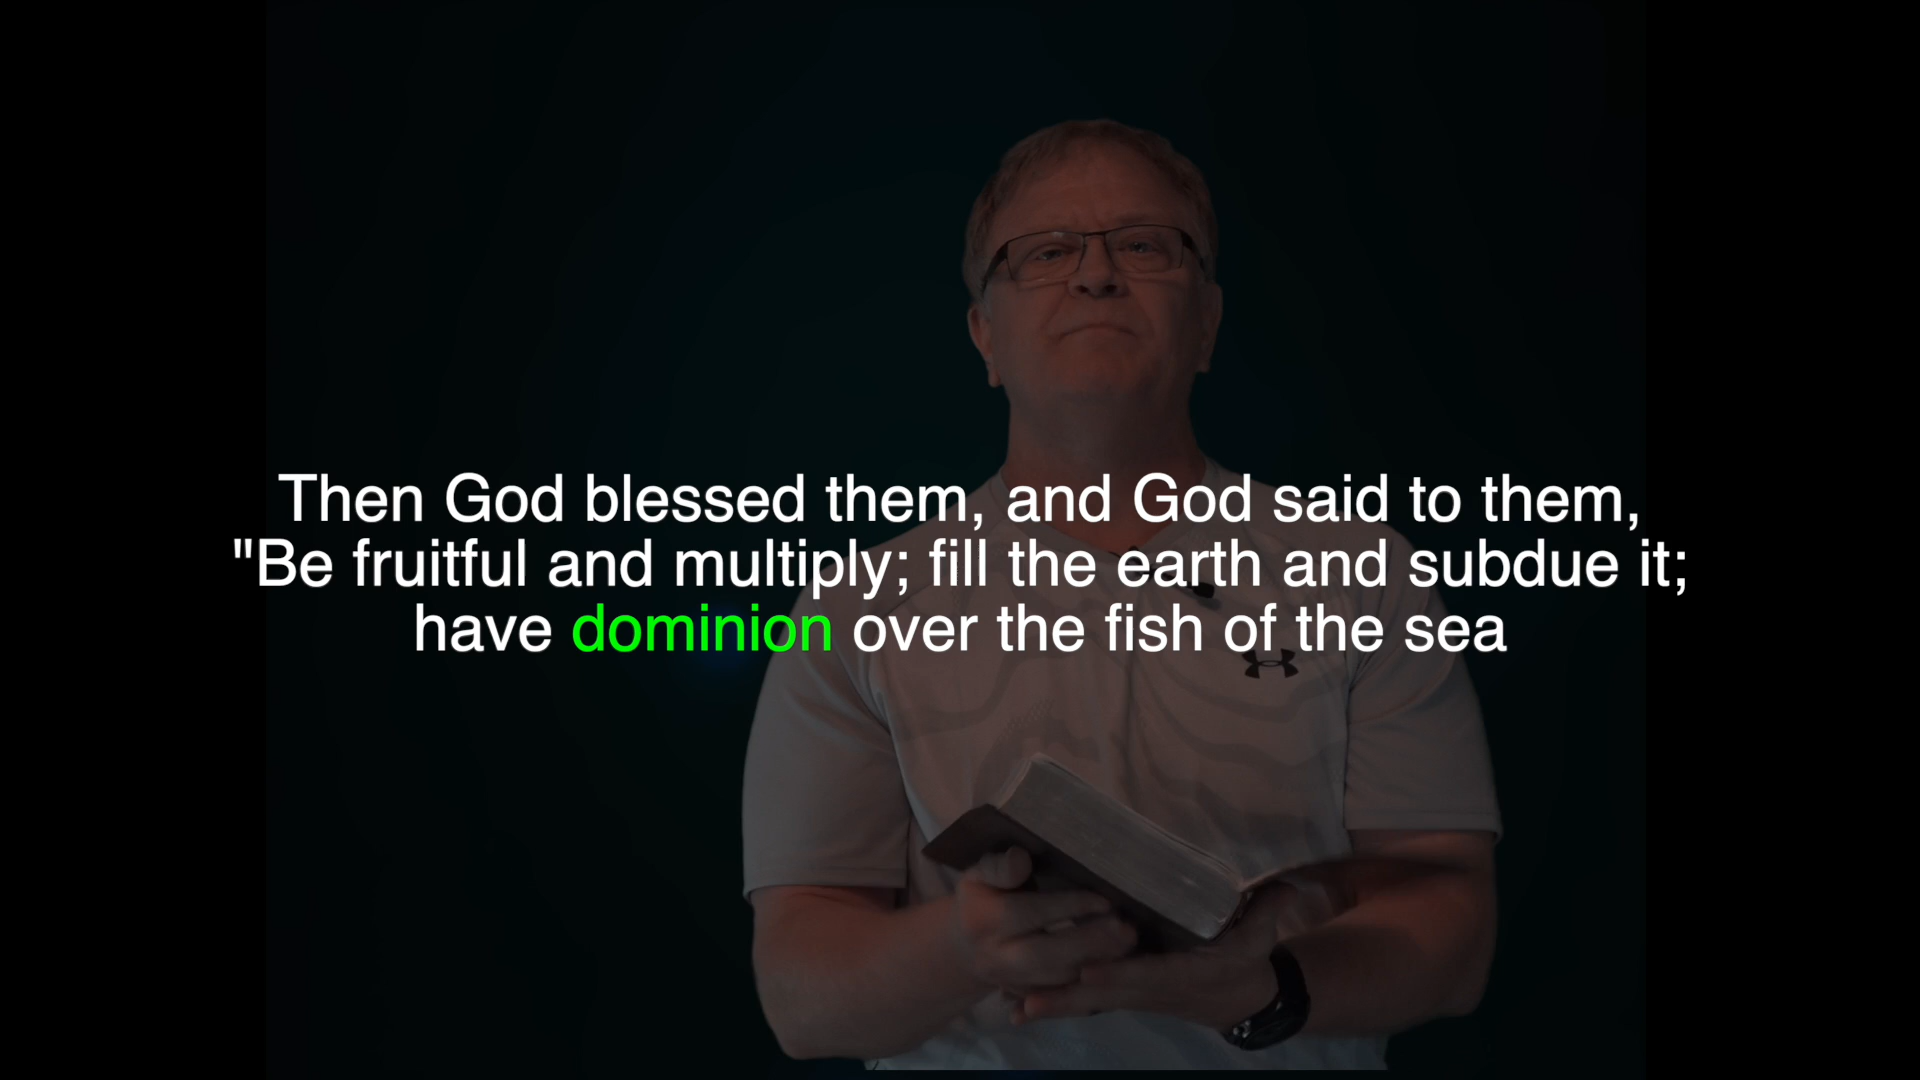 Then God blessed them, and God said to them,
"Be fruitful and multiply; fill the earth and subdue it;
have dominion over the fish of the sea